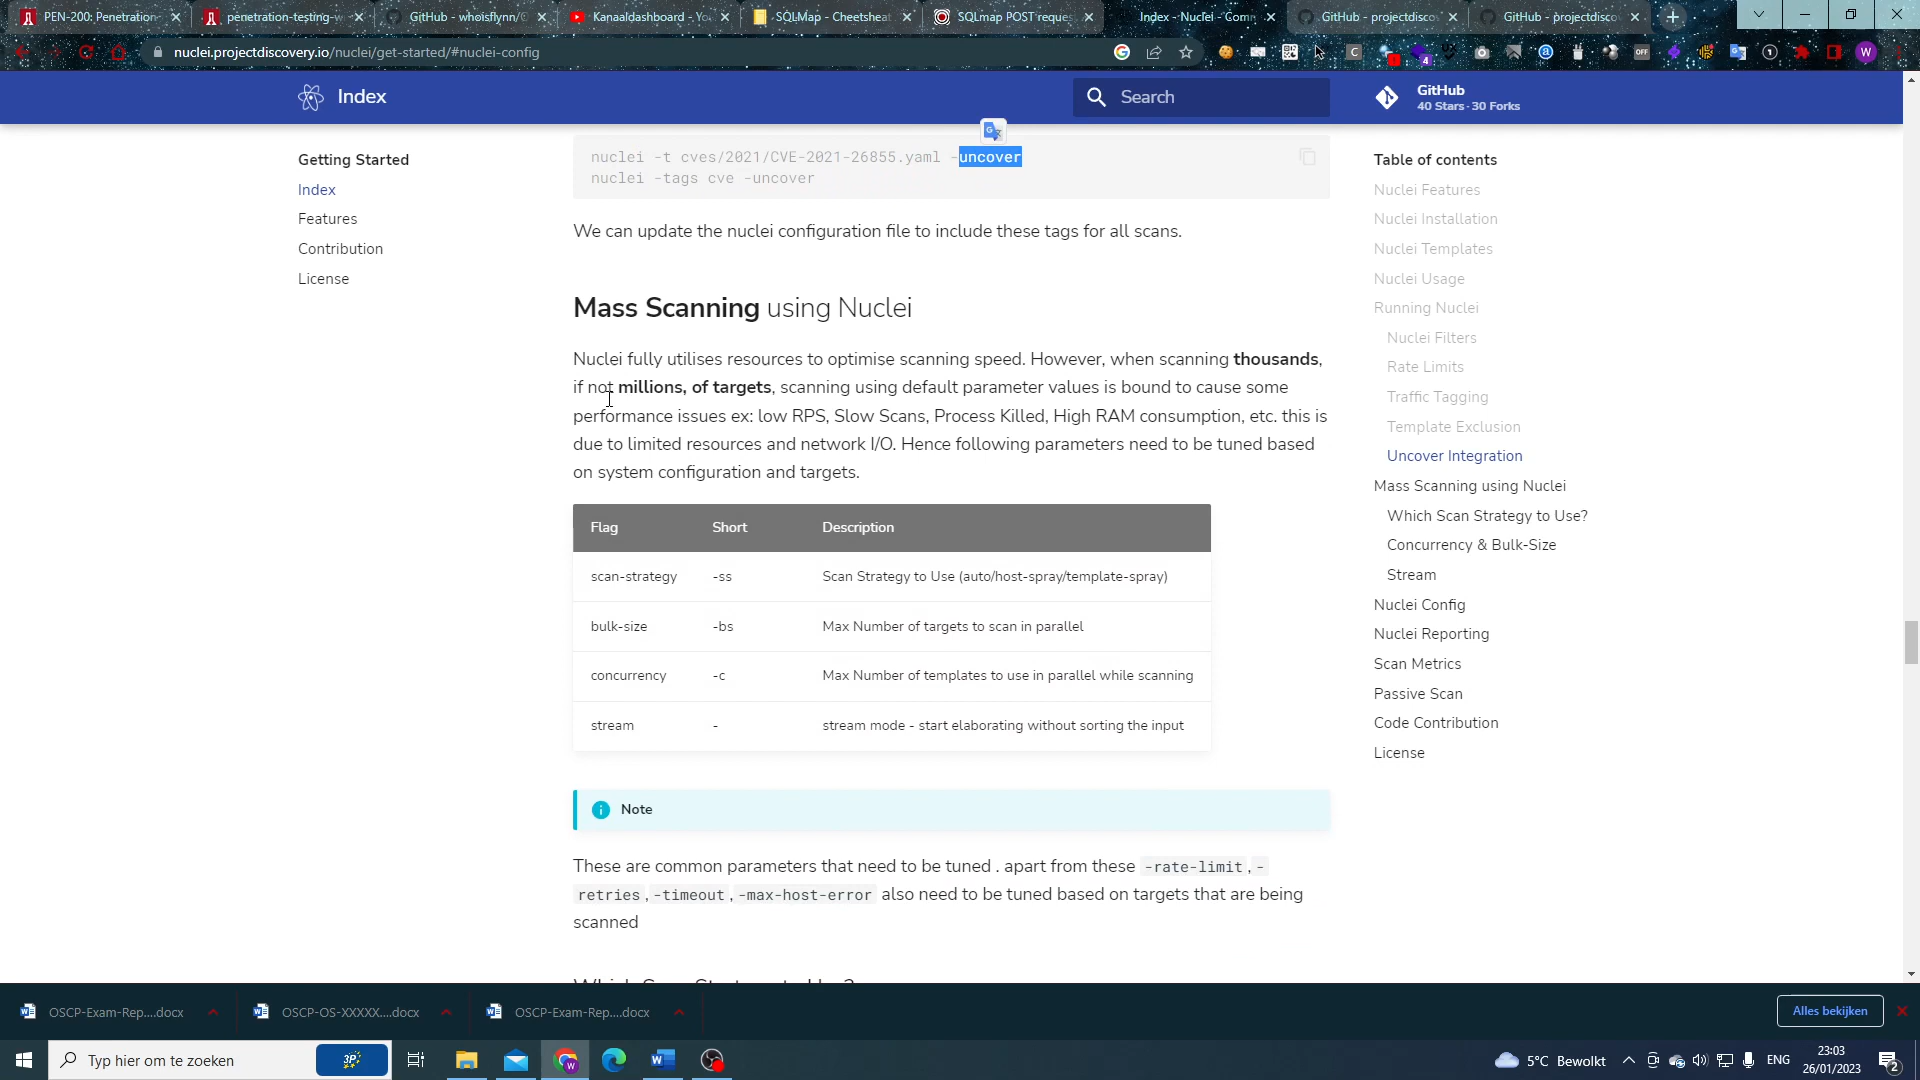 PEN-200: Penetration
penetration-testing-w
GitHub - whoisflynn/
Kanaaldashboard - Yo
SQLMap - Cheetsheat
SQLmap POST reques
Index - Nuclei - Comm
GitHub - projectdisco
GitHub - projectdisco
nuclei.projectdiscovery.io/nuclei/get-started/#nuclei-config
Index
Search
GitHub
40 Stars · 30 Forks
Getting Started
Index
Features
Contribution
License
nuclei -t cves/2021/CVE-2021-26855.yaml -uncover
nuclei -tags cve -uncover
We can update the nuclei configuration file to include these tags for all scans.
Mass Scanning using Nuclei
Nuclei fully utilises resources to optimise scanning speed. However, when scanning thousands,
if not millions, of targets, scanning using default parameter values is bound to cause some
performance issues ex: low RPS, Slow Scans, Process Killed, High RAM consumption, etc. this is
due to limited resources and network I/O. Hence following parameters need to be tuned based
on system configuration and targets.
Flag Short Description
scan-strategy -ss Scan Strategy to Use (auto/host-spray/template-spray)
bulk-size -bs Max Number of targets to scan in parallel
concurrency -c Max Number of templates to use in parallel while scanning
stream - stream mode - start elaborating without sorting the input
Note
These are common parameters that need to be tuned . apart from these -rate-limit , -
retries , -timeout , -max-host-error also need to be tuned based on targets that are being
scanned
Table of contents
Nuclei Features
Nuclei Installation
Nuclei Templates
Nuclei Usage
Running Nuclei
Nuclei Filters
Rate Limits
Traffic Tagging
Template Exclusion
Uncover Integration
Mass Scanning using Nuclei
Which Scan Strategy to Use?
Concurrency & Bulk-Size
Stream
Nuclei Config
Nuclei Reporting
Scan Metrics
Passive Scan
Code Contribution
License
OSCP-Exam-Rep....docx
OSCP-OS-XXXXX....docx
OSCP-Exam-Rep....docx
Alles bekijken
Typ hier om te zoeken
5°C Bewolkt
ENG
23:03
26/01/2023
2